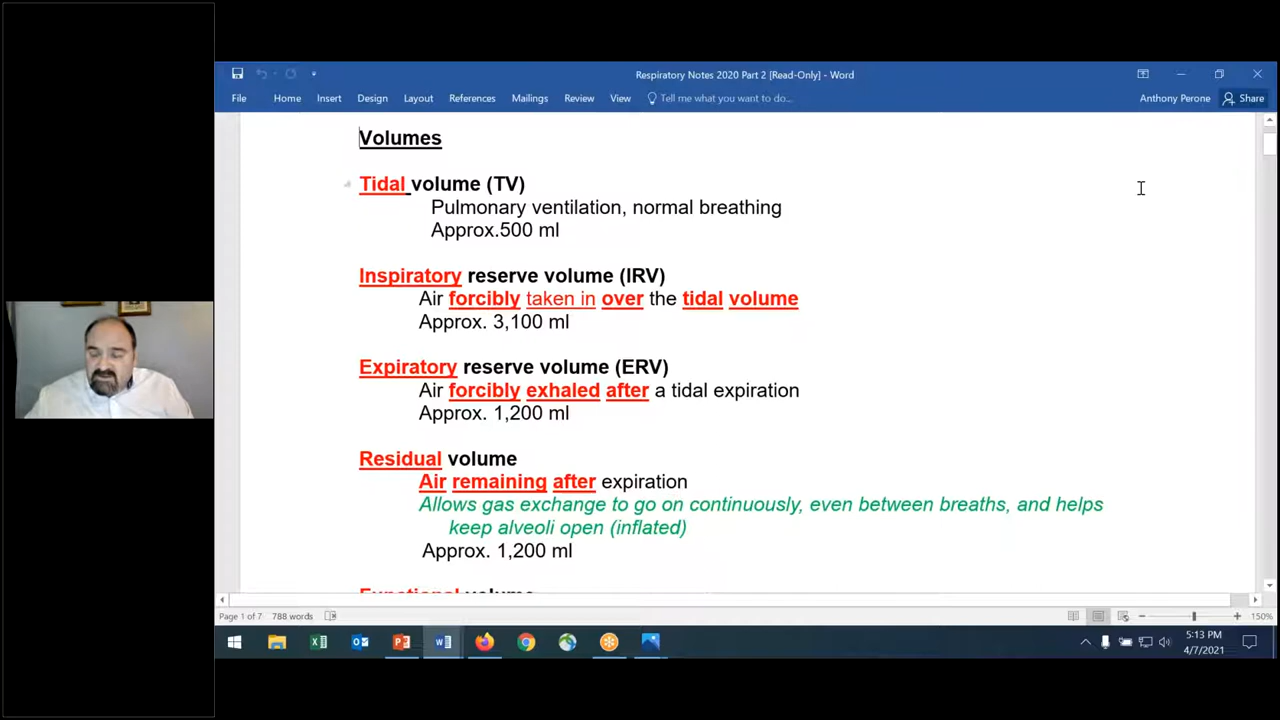 Respiratory Notes 2020 Part 2 [Read-Only] - Word
File Home Insert Design Layout References Mailings Review View Tell me what you want to do... Anthony Perone Share
Volumes
Tidal volume (TV)
Pulmonary ventilation, normal breathing
Approx.500 ml
Inspiratory reserve volume (IRV)
Air forcibly taken in over the tidal volume
Approx. 3,100 ml
Expiratory reserve volume (ERV)
Air forcibly exhaled after a tidal expiration
Approx. 1,200 ml
Residual volume
Air remaining after expiration
Allows gas exchange to go on continuously, even between breaths, and helps
keep alveoli open (inflated)
Approx. 1,200 ml
Functional volume
Page 1 of 7 788 words 150%
5:13 PM
4/7/2021